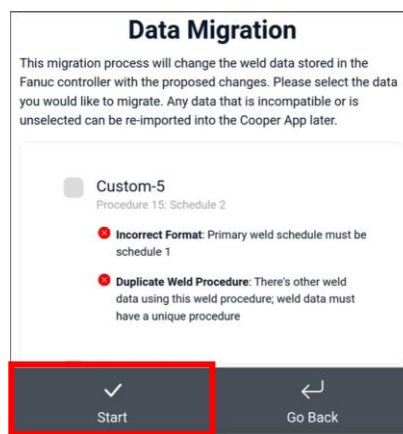 Data Migration
This migration process will change the weld data stored in the
Fanuc controller with the proposed changes. Please select the data
you would like to migrate. Any data that is incompatible or is
unselected can be re-imported into the Cooper App later.
Custom-5
Procedure 15: Schedule 2
Incorrect Format: Primary weld schedule must be
schedule 1
Duplicate Weld Procedure: There's other weld
data using this weld procedure; weld data must
have a unique procedure
Start
Go Back